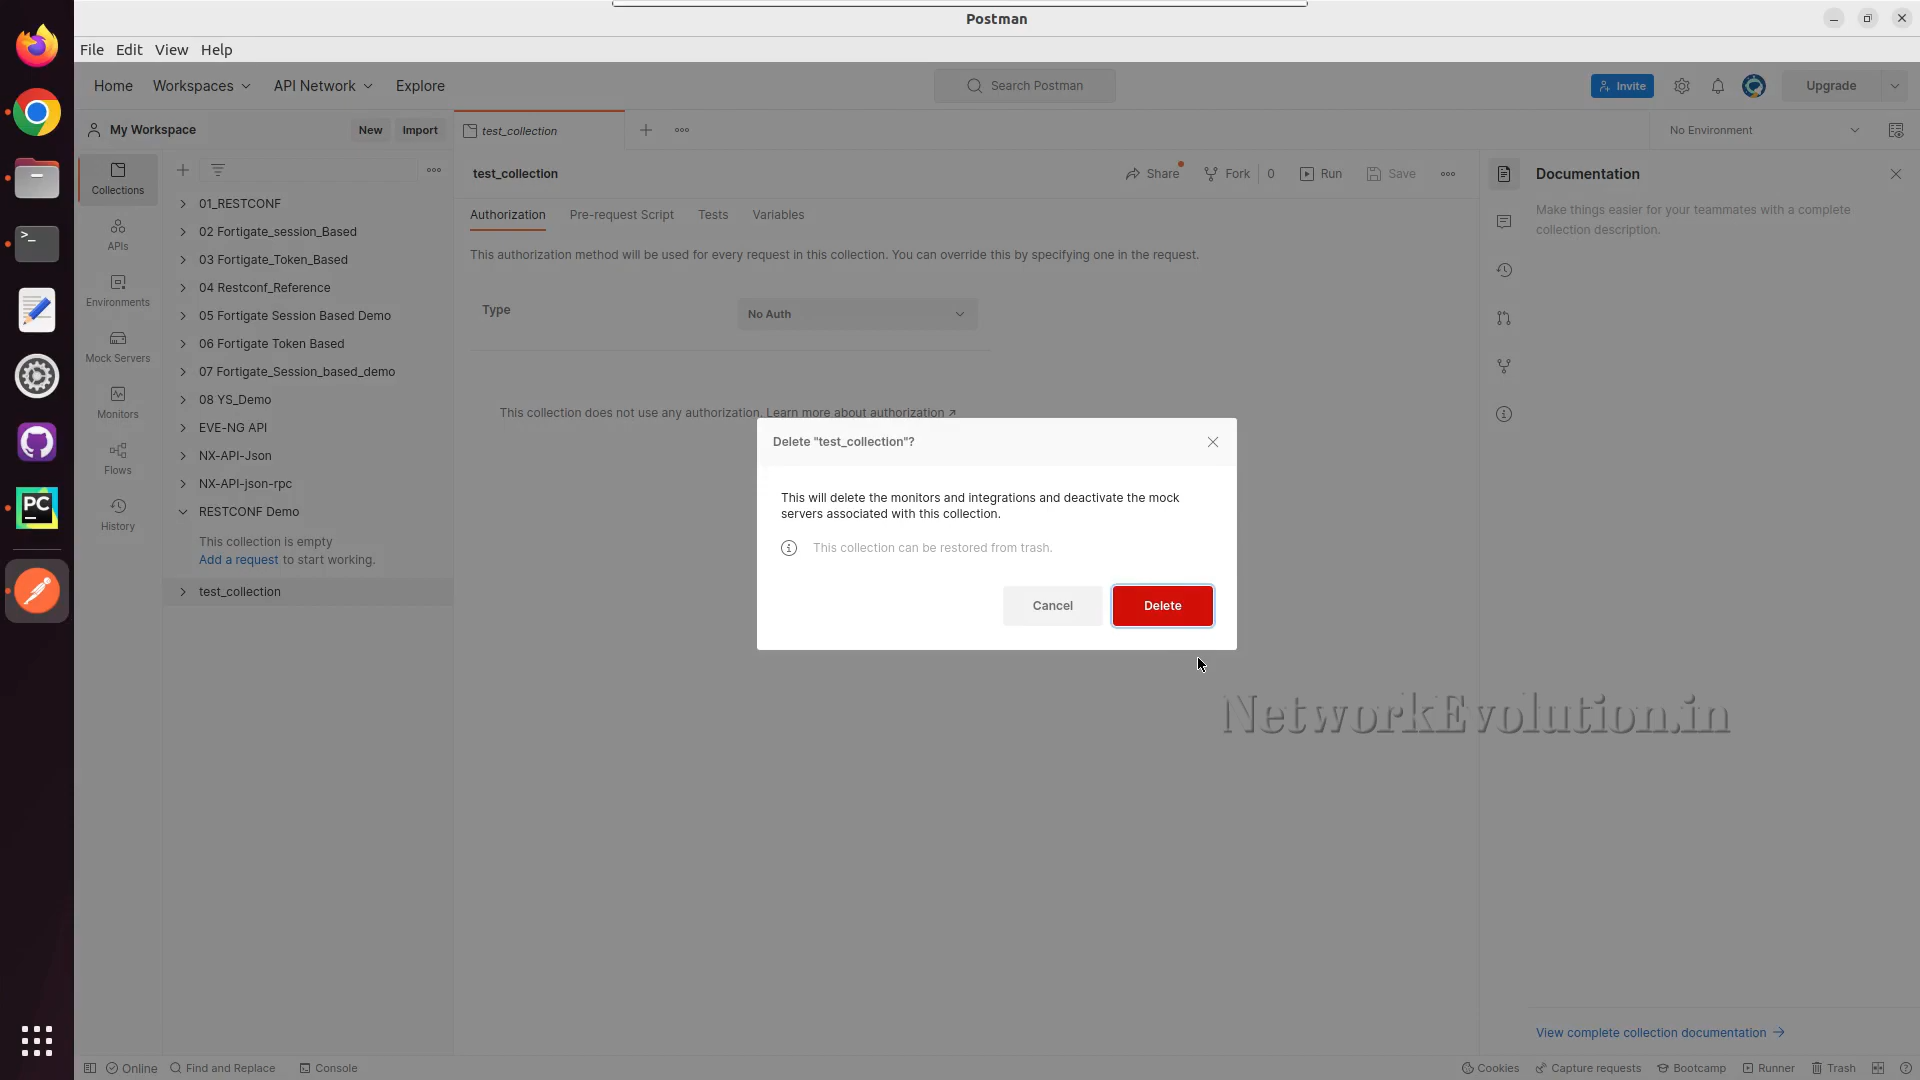 Postman
File Edit View Help
Home Workspaces API Network Explore
Search Postman
Invite
Upgrade
My Workspace
New Import
test_collection
No Environment
Collections
APIs
Environments
Mock Servers
Monitors
Flows
History
01_RESTCONF
02 Fortigate_session_Based
03 Fortigate_Token_Based
04 Restconf_Reference
05 Fortigate Session Based Demo
06 Fortigate Token Based
07 Fortigate_Session_based_demo
08 YS_Demo
EVE-NG API
NX-API-Json
NX-API-json-rpc
RESTCONF Demo
This collection is empty
Add a request to start working.
test_collection
test_collection
Share Fork 0 Run Save
Authorization Pre-request Script Tests Variables
This authorization method will be used for every request in this collection. You can override this by specifying one in the request.
Type No Auth
This collection does not use any authorization. Learn more about authorization ↗
Delete "test_collection"?
This will delete the monitors and integrations and deactivate the mock
servers associated with this collection.
This collection can be restored from trash.
Cancel Delete
Documentation
Make things easier for your teammates with a complete
collection description.
NetworkEvolution.in
View complete collection documentation →
Online Find and Replace Console
Cookies Capture requests Bootcamp Runner Trash
>_
PC